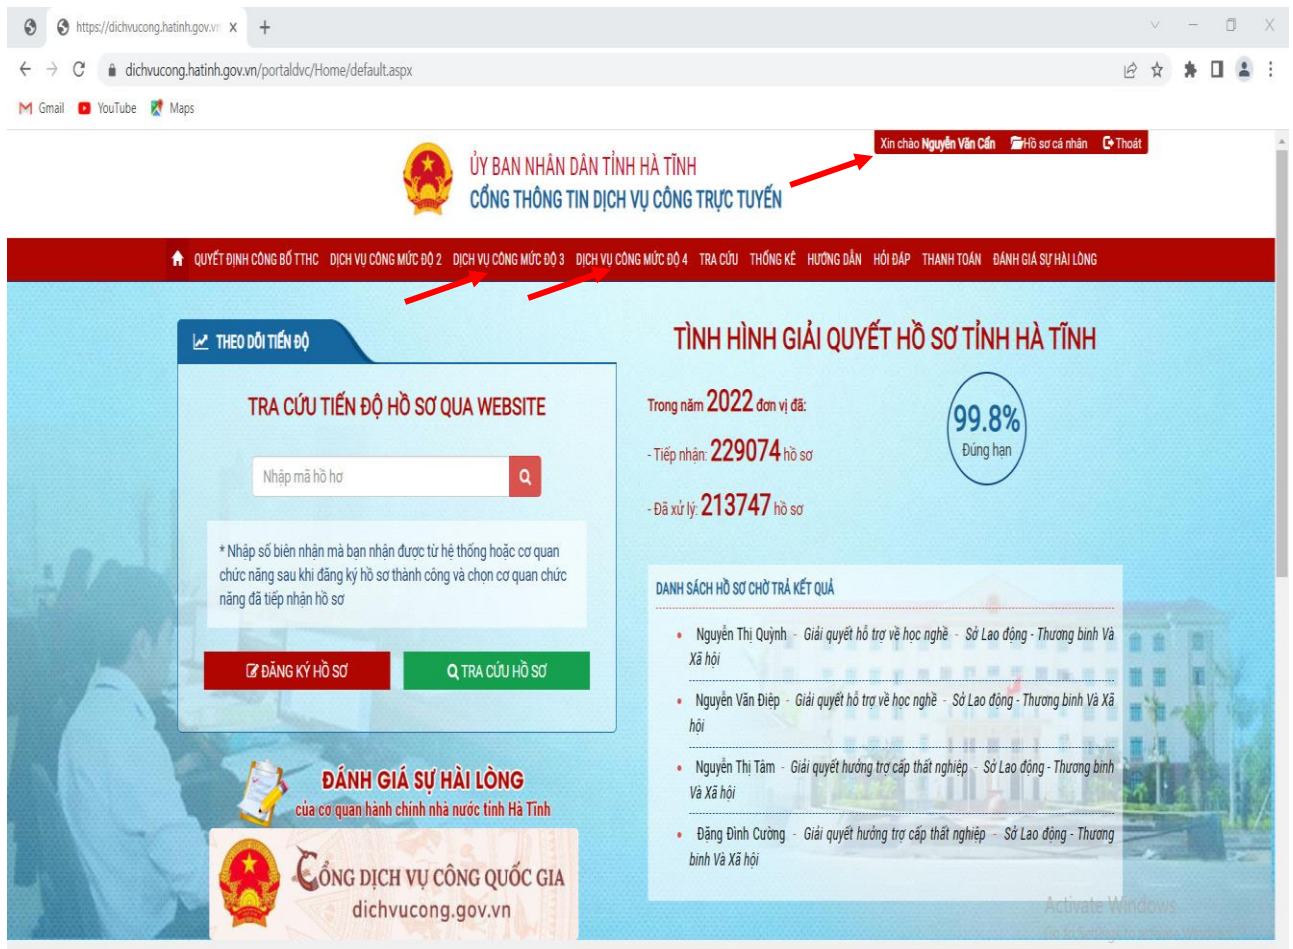 https://dichvucong.hatinh.gov.vn
dichvucong.hatinh.gov.vn/portaldvc/Home/default.aspx
Gmail YouTube Maps
Xin chào Nguyễn Văn Cẩn Hồ sơ cá nhân Thoát
ỦY BAN NHÂN DÂN TỈNH HÀ TĨNH
CỔNG THÔNG TIN DỊCH VỤ CÔNG TRỰC TUYẾN
QUYẾT ĐỊNH CÔNG BỐ TTHC DỊCH VỤ CÔNG MỨC ĐỘ 2 DỊCH VỤ CÔNG MỨC ĐỘ 3 DỊCH VỤ CÔNG MỨC ĐỘ 4 TRA CỨU THỐNG KÊ HƯỚNG DẪN HỎI ĐÁP THANH TOÁN ĐÁNH GIÁ SỰ HÀI LÒNG
THEO DÕI TIẾN ĐỘ
TRA CỨU TIẾN ĐỘ HỒ SƠ QUA WEBSITE
Nhập mã hồ hơ
* Nhập số biên nhận mà bạn nhận được từ hệ thống hoặc cơ quan
chức năng sau khi đăng ký hồ sơ thành công và chọn cơ quan chức
năng đã tiếp nhận hồ sơ
ĐĂNG KÝ HỒ SƠ TRA CỨU HỒ SƠ
ĐÁNH GIÁ SỰ HÀI LÒNG
của cơ quan hành chính nhà nước tỉnh Hà Tĩnh
CỔNG DỊCH VỤ CÔNG QUỐC GIA
dichvucong.gov.vn
TÌNH HÌNH GIẢI QUYẾT HỒ SƠ TỈNH HÀ TĨNH
Trong năm 2022 đơn vị đã:
- Tiếp nhận: 229074 hồ sơ
- Đã xử lý: 213747 hồ sơ
99.8%
Đúng hạn
DANH SÁCH HỒ SƠ CHỜ TRẢ KẾT QUẢ
• Nguyễn Thị Quỳnh - Giải quyết hỗ trợ về học nghề - Sở Lao động - Thương binh Và
Xã hội
• Nguyễn Văn Điệp - Giải quyết hỗ trợ về học nghề - Sở Lao động - Thương binh Và Xã
hội
• Nguyễn Thị Tâm - Giải quyết hưởng trợ cấp thất nghiệp - Sở Lao động - Thương binh
Và Xã hội
• Đặng Đình Cường - Giải quyết hưởng trợ cấp thất nghiệp - Sở Lao động - Thương
binh Và Xã hội
Activate Windows